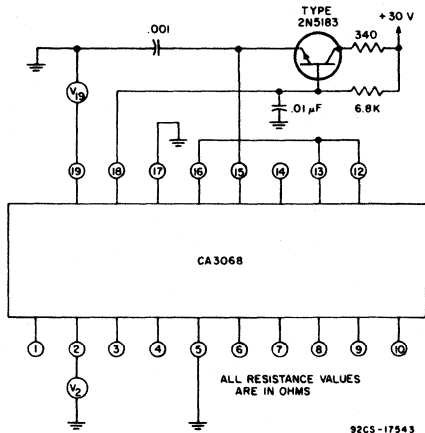 TYPE
2N5183
+30 V
.001
340
V19
.01 µF
6.8K
19 18 17 16 15 14 13 12
CA3068
1 2 3 4 5 6 7 8 9 10
V2
ALL RESISTANCE VALUES
ARE IN OHMS
92CS-17543